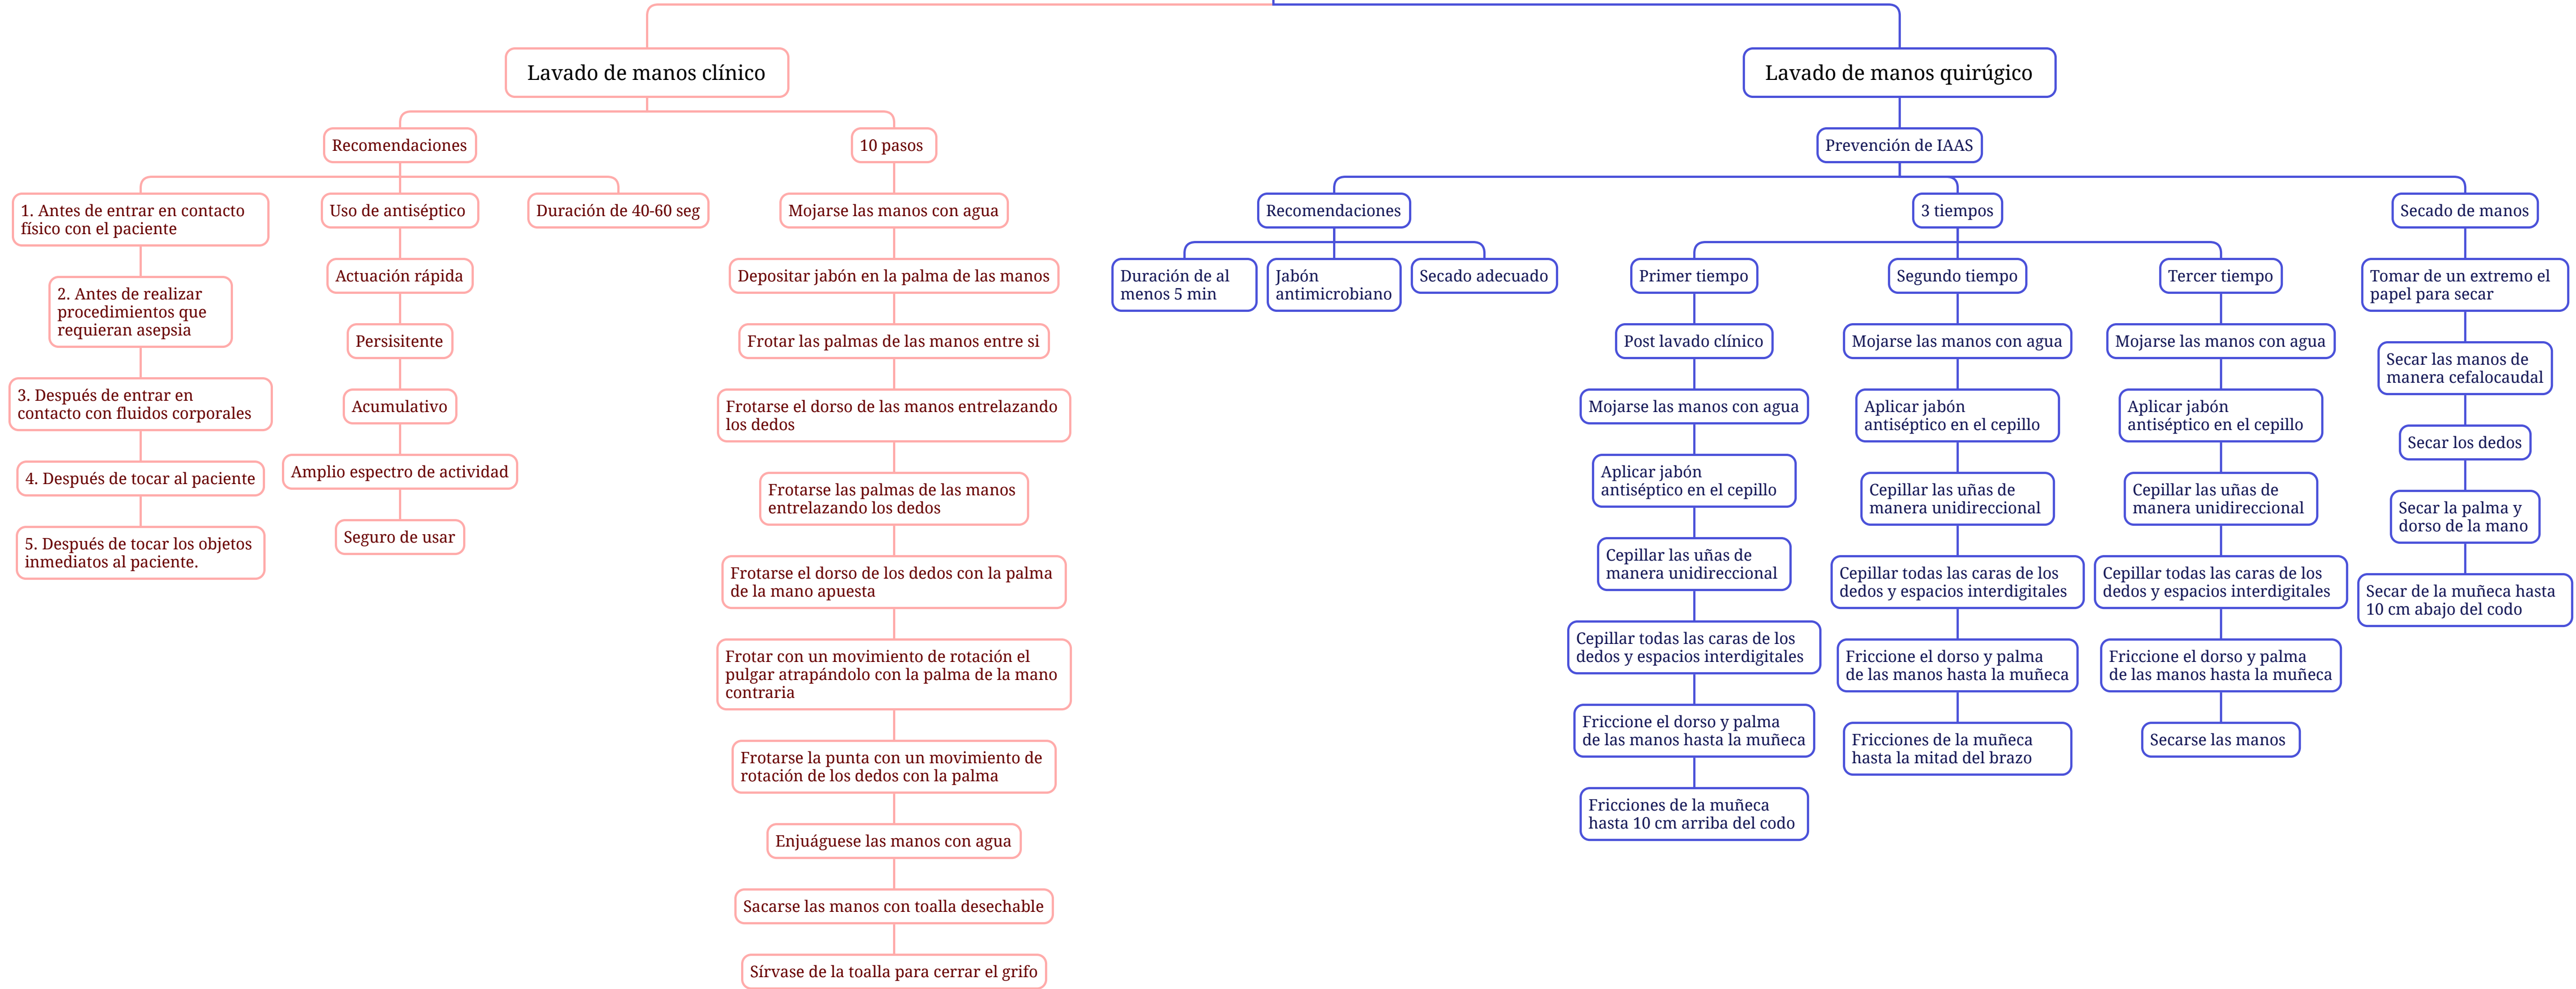 Lavado de manos clínico
Recomendaciones
1. Antes de entrar en contacto
físico con el paciente
2. Antes de realizar
procedimientos que
requieran asepsia
3. Después de entrar en
contacto con fluidos corporales
4. Después de tocar al paciente
5. Después de tocar los objetos
inmediatos al paciente.
Uso de antiséptico
Actuación rápida
Persisitente
Acumulativo
Amplio espectro de actividad
Seguro de usar
Duración de 40-60 seg
10 pasos
Mojarse las manos con agua
Depositar jabón en la palma de las manos
Frotar las palmas de las manos entre si
Frotarse el dorso de las manos entrelazando
los dedos
Frotarse las palmas de las manos
entrelazando los dedos
Frotarse el dorso de los dedos con la palma
de la mano apuesta
Frotar con un movimiento de rotación el
pulgar atrapándolo con la palma de la mano
contraria
Frotarse la punta con un movimiento de
rotación de los dedos con la palma
Enjuáguese las manos con agua
Sacarse las manos con toalla desechable
Sírvase de la toalla para cerrar el grifo
Lavado de manos quirúgico
Prevención de IAAS
Recomendaciones
Duración de al
menos 5 min
Jabón
antimicrobiano
Secado adecuado
3 tiempos
Primer tiempo
Post lavado clínico
Mojarse las manos con agua
Aplicar jabón
antiséptico en el cepillo
Cepillar las uñas de
manera unidireccional
Cepillar todas las caras de los
dedos y espacios interdigitales
Friccione el dorso y palma
de las manos hasta la muñeca
Fricciones de la muñeca
hasta 10 cm arriba del codo
Segundo tiempo
Mojarse las manos con agua
Aplicar jabón
antiséptico en el cepillo
Cepillar las uñas de
manera unidireccional
Cepillar todas las caras de los
dedos y espacios interdigitales
Friccione el dorso y palma
de las manos hasta la muñeca
Fricciones de la muñeca
hasta la mitad del brazo
Tercer tiempo
Mojarse las manos con agua
Aplicar jabón
antiséptico en el cepillo
Cepillar las uñas de
manera unidireccional
Cepillar todas las caras de los
dedos y espacios interdigitales
Friccione el dorso y palma
de las manos hasta la muñeca
Secarse las manos
Secado de manos
Tomar de un extremo el
papel para secar
Secar las manos de
manera cefalocaudal
Secar los dedos
Secar la palma y
dorso de la mano
Secar de la muñeca hasta
10 cm abajo del codo